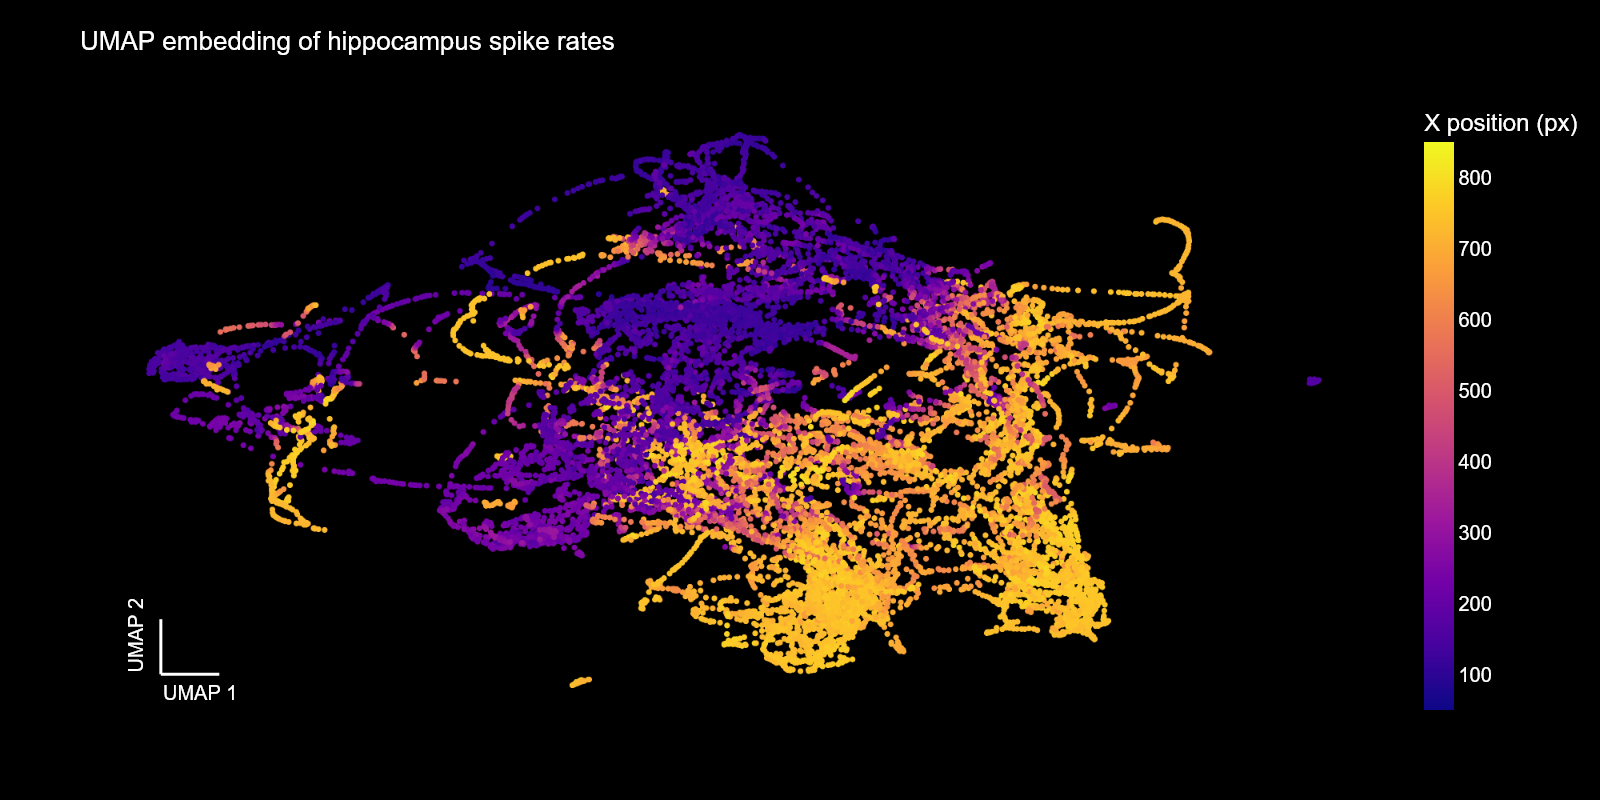 UMAP embedding of hippocampus spike rates
X position (px)
800
700
600
500
400
300
200
100
UMAP 2
UMAP 1